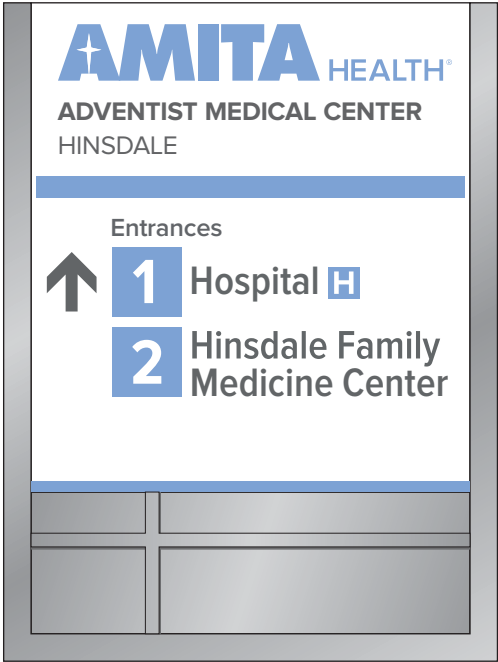 AMITA HEALTH®
ADVENTIST MEDICAL CENTER
HINSDALE
Entrances
1 Hospital H
2 Hinsdale Family
Medicine Center